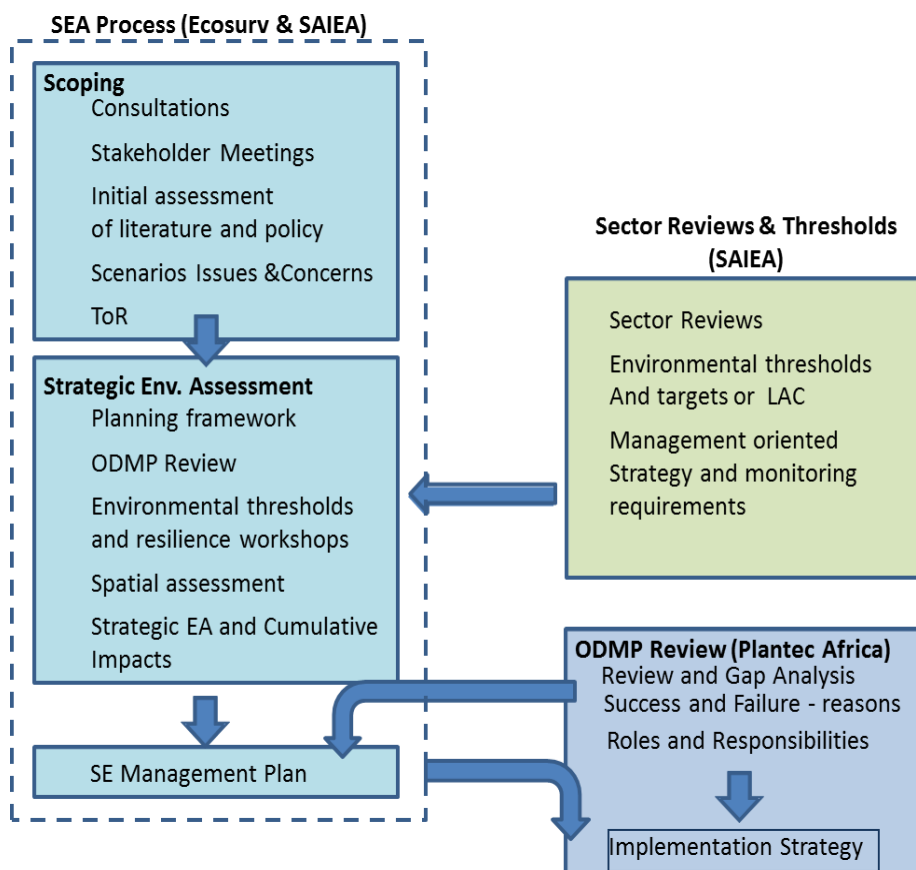 SEA Process (Ecosurv & SAIEA)
Scoping
Consultations
Stakeholder Meetings
Initial assessment
of literature and policy
Scenarios Issues &Concerns
ToR
Strategic Env. Assessment
Planning framework
ODMP Review
Environmental thresholds
and resilience workshops
Spatial assessment
Strategic EA and Cumulative
Impacts
SE Management Plan
Sector Reviews & Thresholds
(SAIEA)
Sector Reviews
Environmental thresholds
And targets or LAC
Management oriented
Strategy and monitoring
requirements
ODMP Review (Plantec Africa)
Review and Gap Analysis
Success and Failure - reasons
Roles and Responsibilities
Implementation Strategy